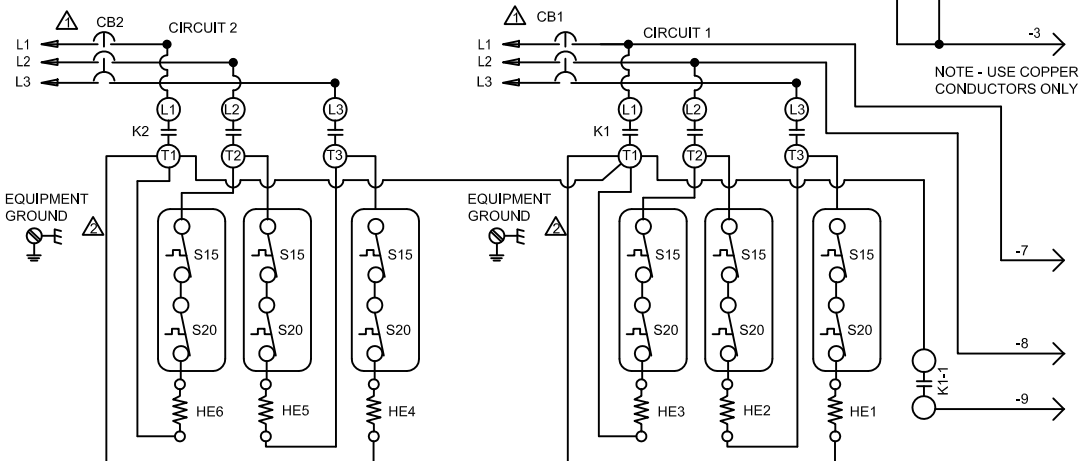 1 CB2 CIRCUIT 2 1 CB1 CIRCUIT 1 -3
L1 L1
L2 L2
L3 L3
NOTE - USE COPPER
CONDUCTORS ONLY
L1 L2 L3 L1 L2 L3
K2 K1
T1 T2 T3 T1 T2 T3
EQUIPMENT
GROUND
2
EQUIPMENT
GROUND
2
S15 S15 S15 S15 S15 S15
-7
S20 S20 S20 S20 S20 S20
-8
K1-1
-9
HE6 HE5 HE4 HE3 HE2 HE1